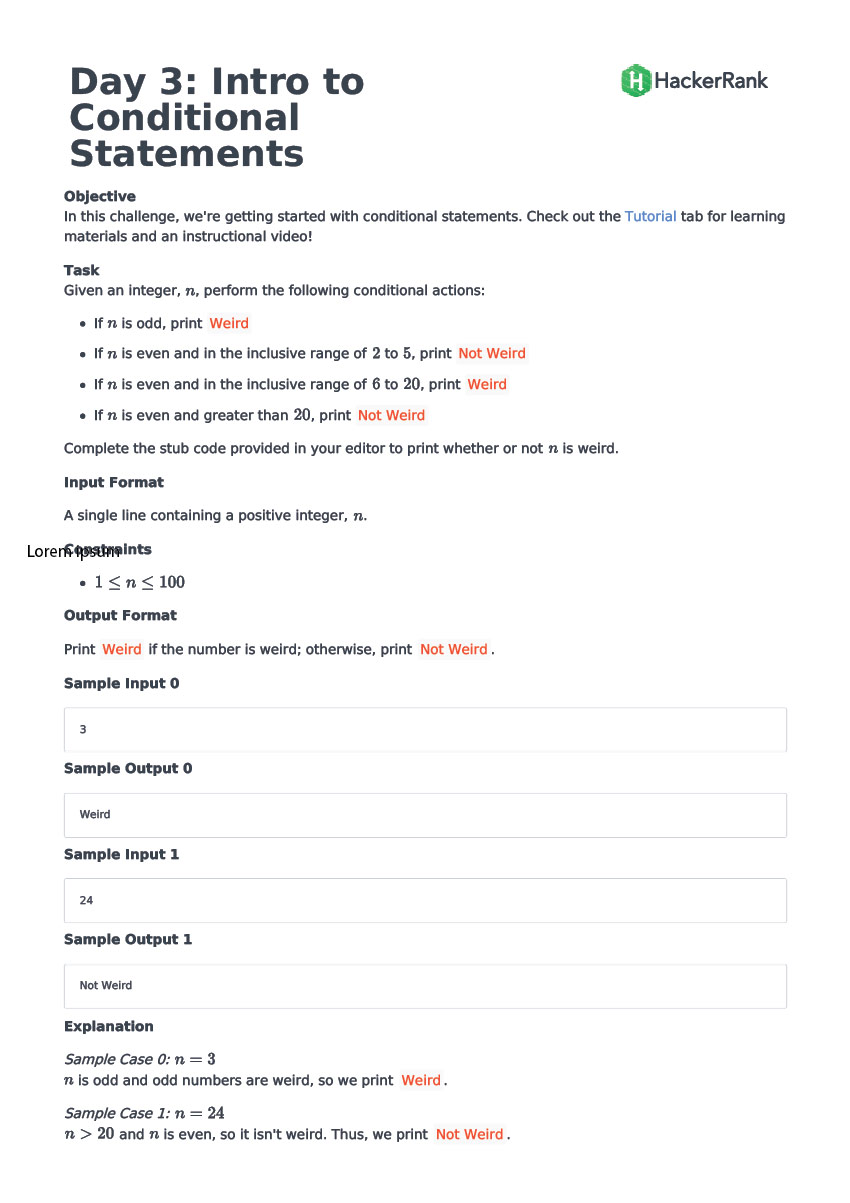 Day 3: Intro to
Conditional
Statements
HackerRank
Objective
In this challenge, we're getting started with conditional statements. Check out the Tutorial tab for learning
materials and an instructional video!
Task
Given an integer, n, perform the following conditional actions:
• If n is odd, print Weird
• If n is even and in the inclusive range of 2 to 5, print Not Weird
• If n is even and in the inclusive range of 6 to 20, print Weird
• If n is even and greater than 20, print Not Weird
Complete the stub code provided in your editor to print whether or not n is weird.
Input Format
A single line containing a positive integer, n.
Constraints
Lorem ipsum
• 1 ≤ n ≤ 100
Output Format
Print Weird if the number is weird; otherwise, print Not Weird.
Sample Input 0
3
Sample Output 0
Weird
Sample Input 1
24
Sample Output 1
Not Weird
Explanation
Sample Case 0: n = 3
n is odd and odd numbers are weird, so we print Weird.
Sample Case 1: n = 24
n > 20 and n is even, so it isn't weird. Thus, we print Not Weird.